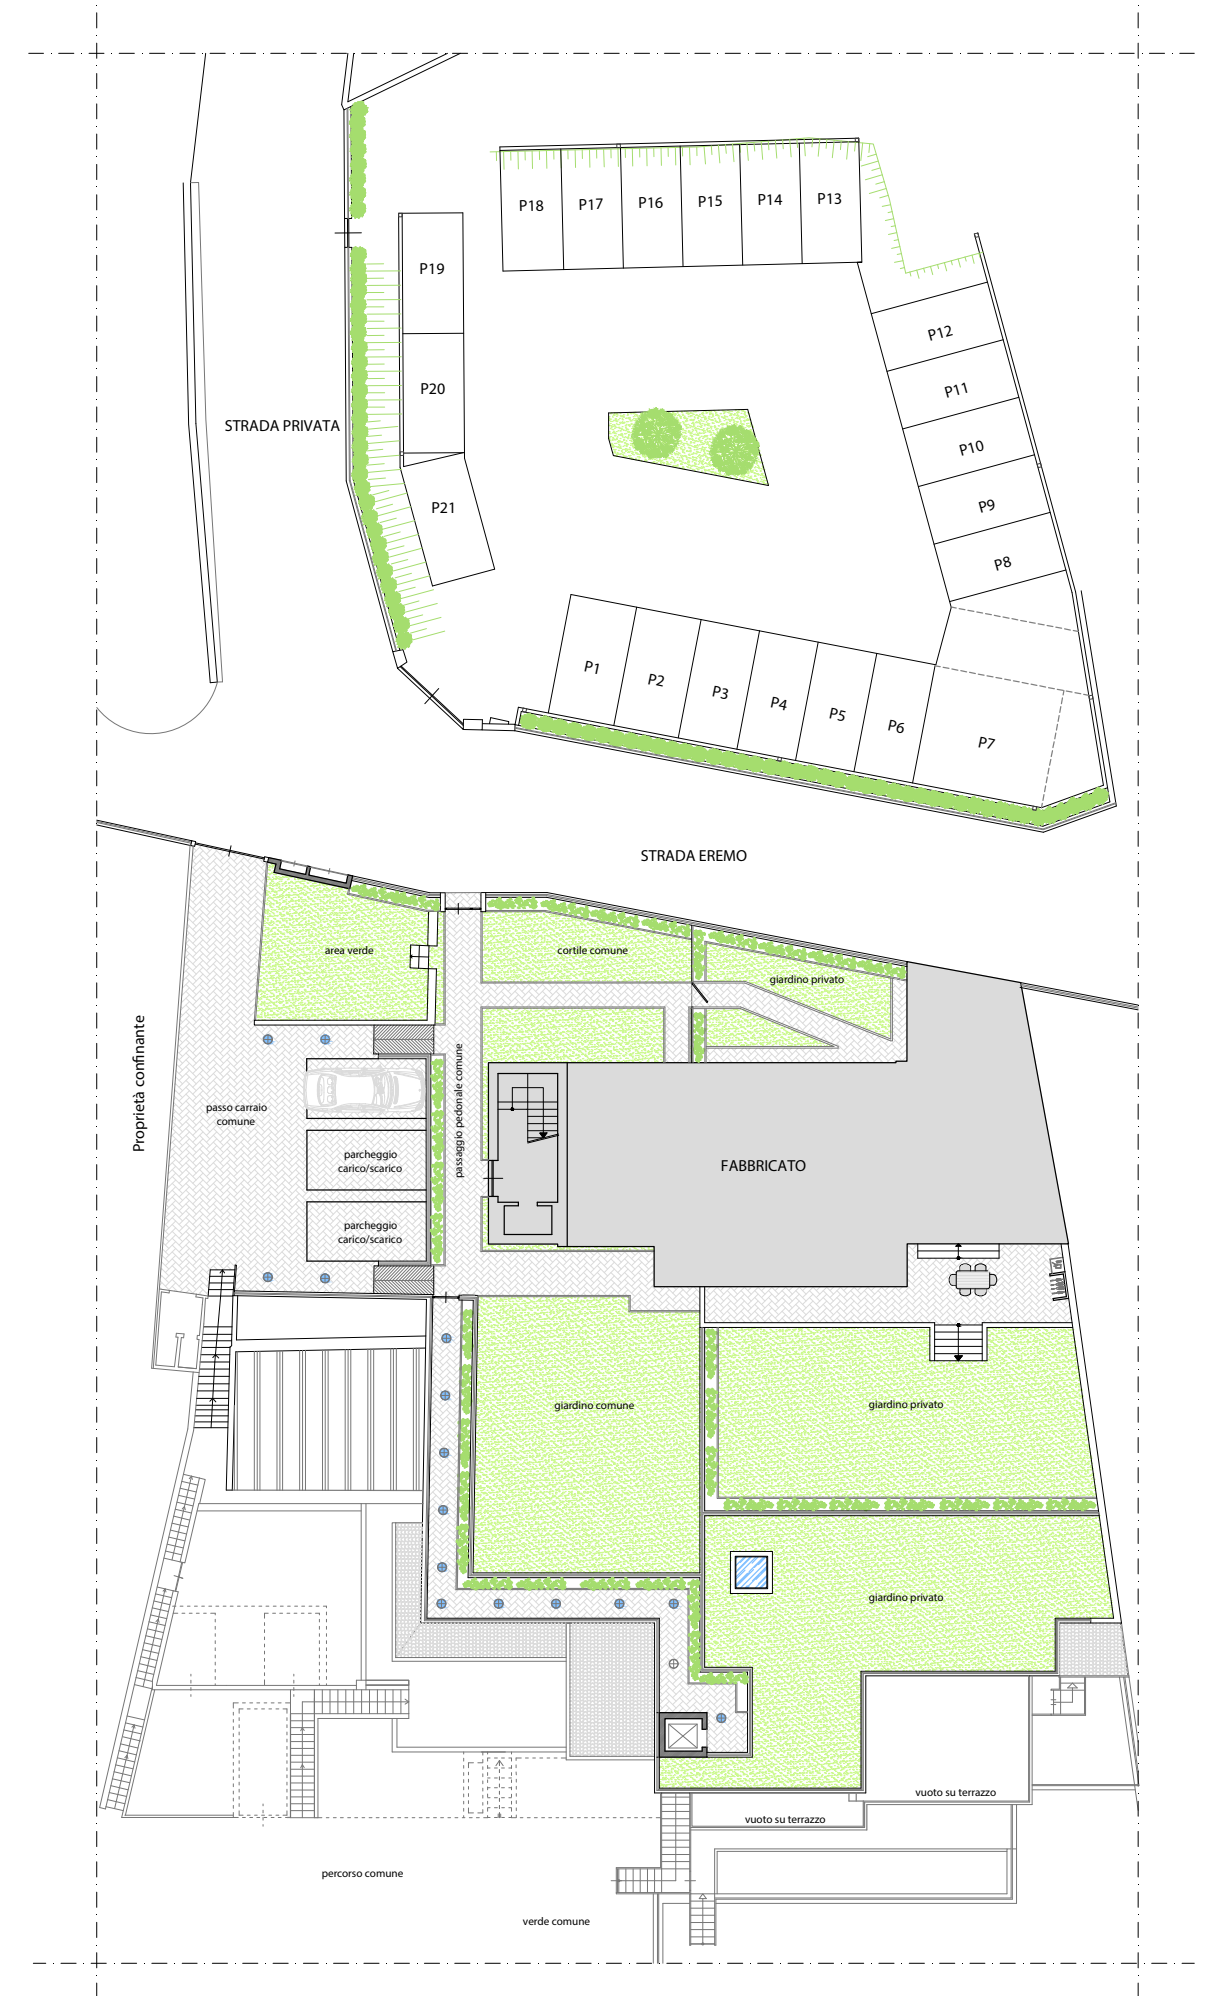 P18
P17
P16
P15
P14
P13
P19
P12
P20
P11
STRADA PRIVATA
P10
P21
P9
P8
P1
P2
P3
P4
P5
P6
P7
STRADA EREMO
area verde
cortile comune
giardino privato
Proprietà confinante
passo carraio
comune
passaggio pedonale comune
parcheggio
carico/scarico
FABBRICATO
parcheggio
carico/scarico
giardino comune
giardino privato
giardino privato
vuoto su terrazzo
vuoto su terrazzo
percorso comune
verde comune